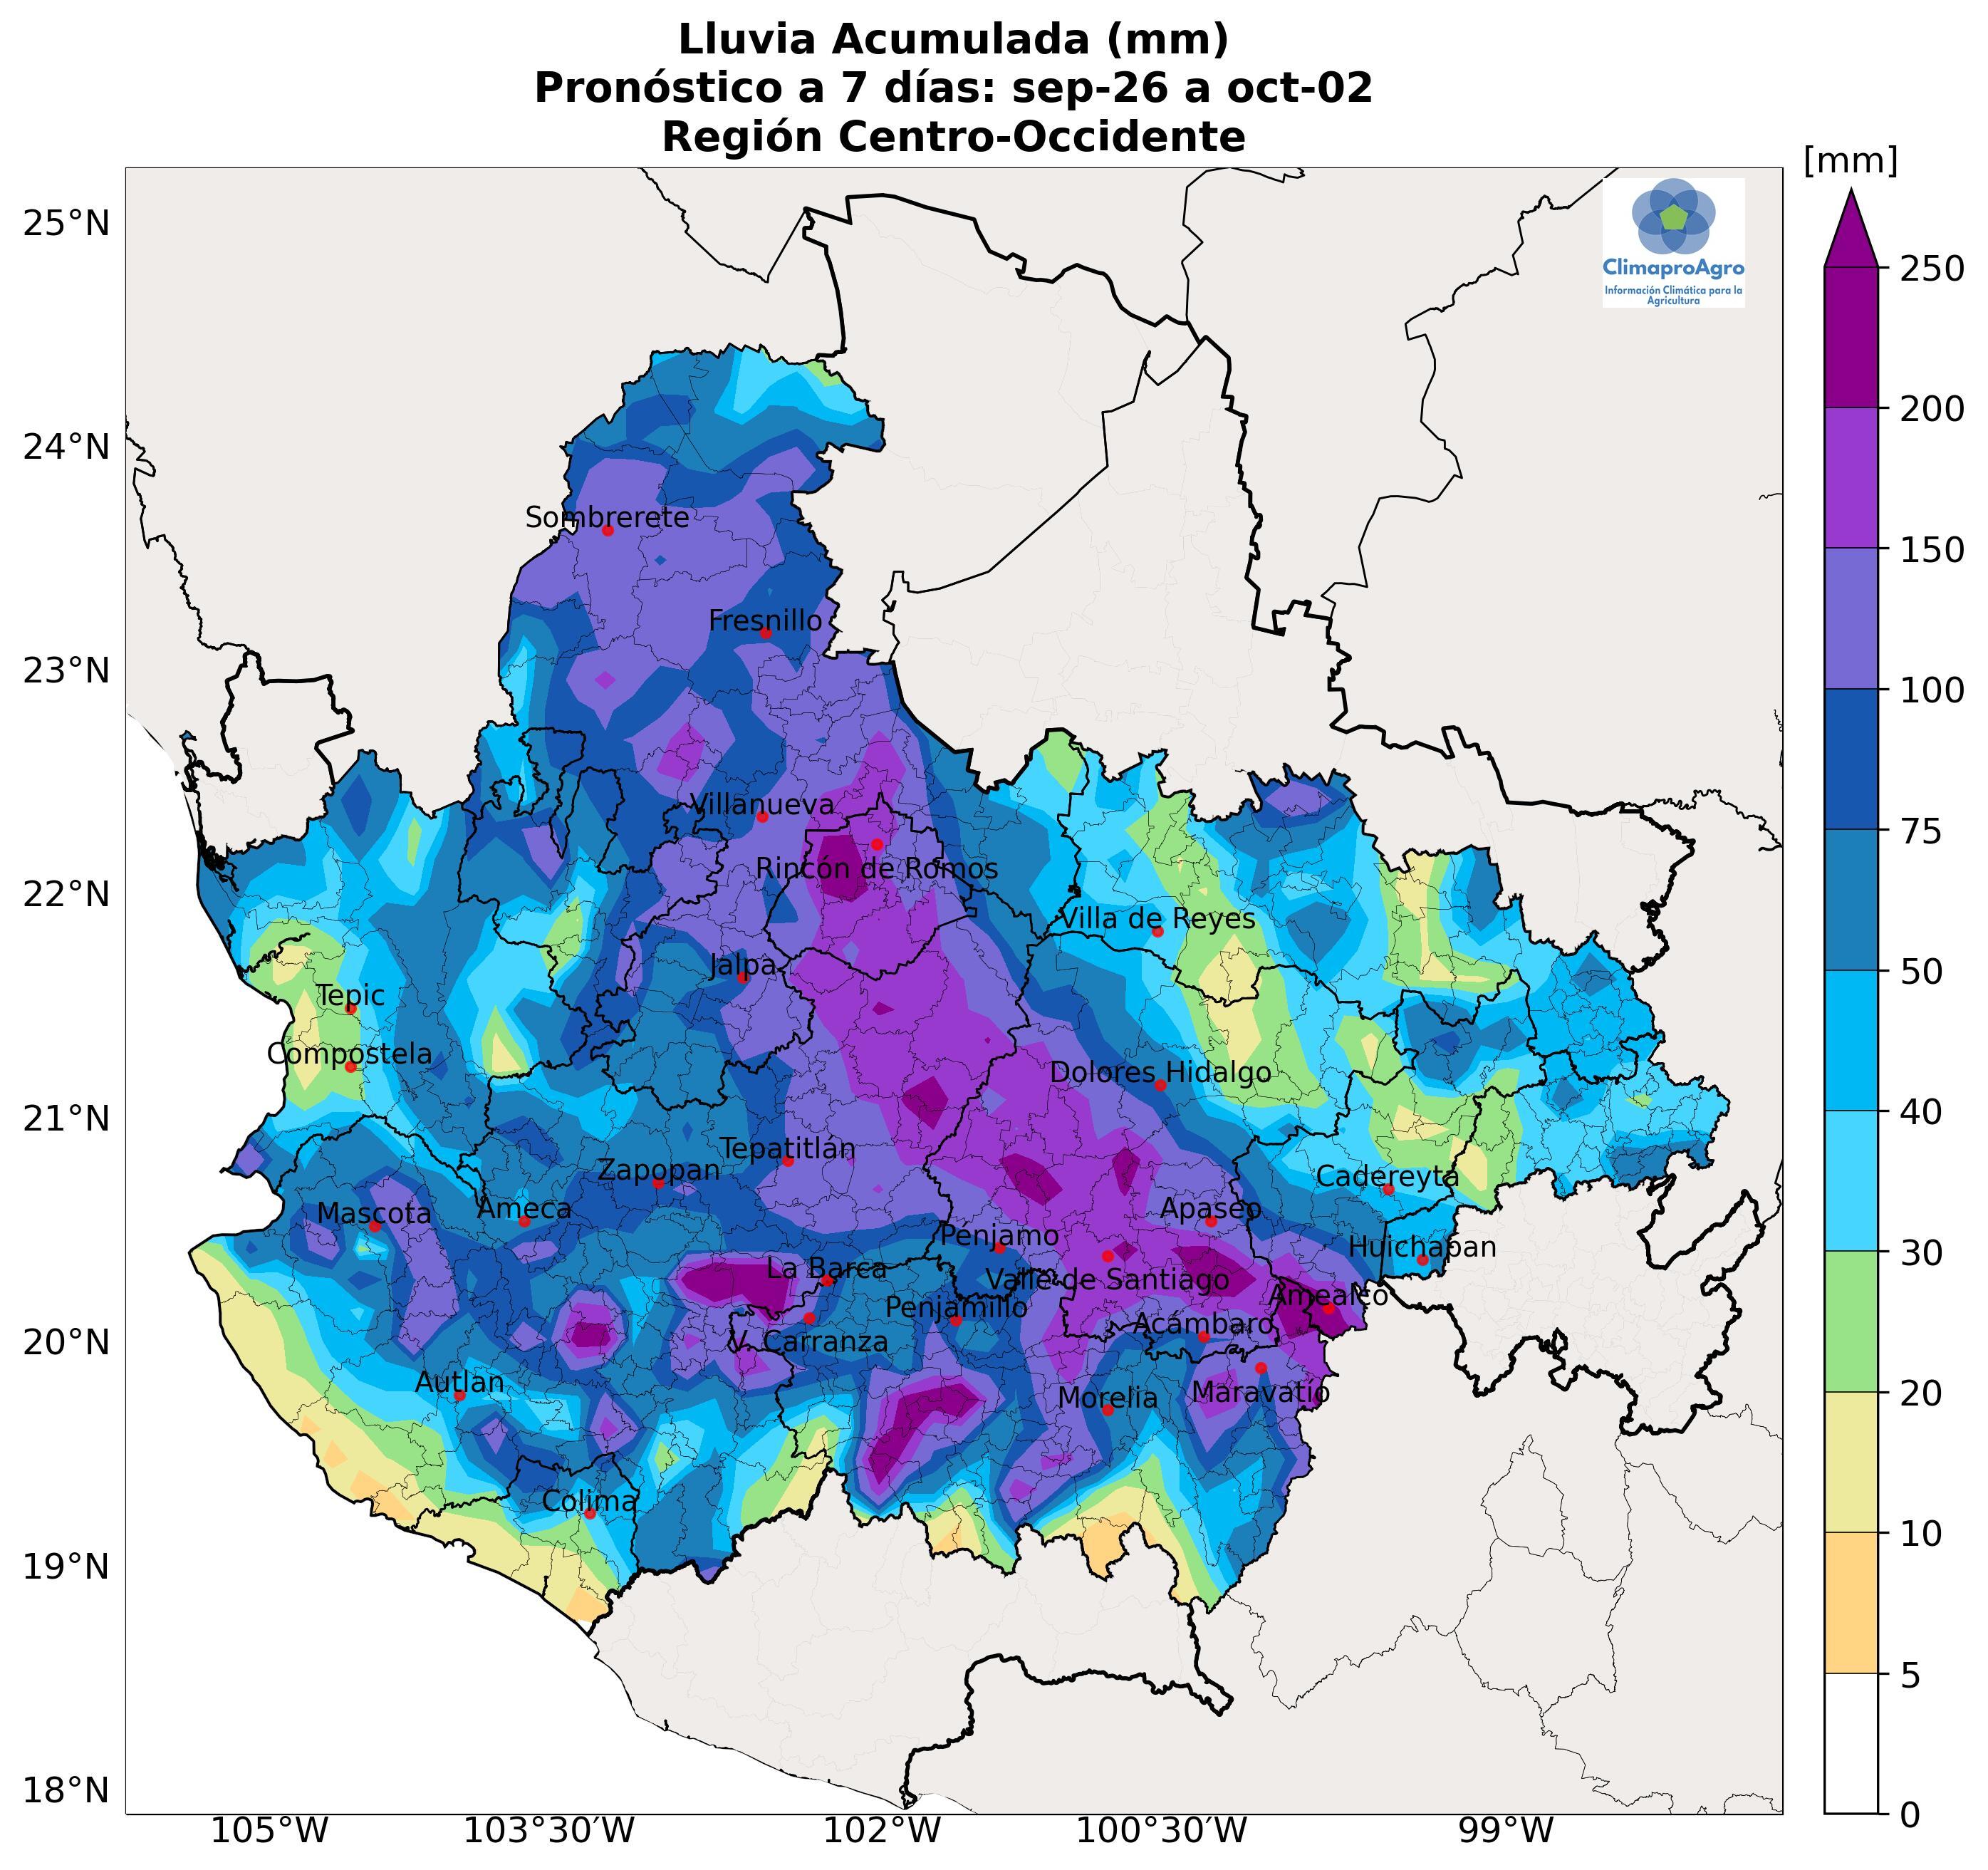 Lluvia Acumulada (mm)
Pronóstico a 7 días: sep-26 a oct-02
Región Centro-Occidente
[mm]
25°N
ClimaproAgro
Información Climática para la
Agricultura
250
200
24°N
Sombrerete
150
Fresnillo
23°N
100
Villanueva
75
Rincón de Romos
22°N
Villa de Reyes
Jalpa
50
Tepic
Compostela
Dolores Hidalgo
21°N
40
Tepatitlán
Zapopan
Cadereyta
Mascota
Ameca
Apaseo
Penjamo
Huichapan
30
La Barca
Valle de Santiago
Amealco
Penjamillo
20°N
V. Carranza
Acámbaro
Autlan
Morelia
Maravatío
20
Colima
10
19°N
5
18°N
0
105°W
103°30'W
102°W
100°30'W
99°W